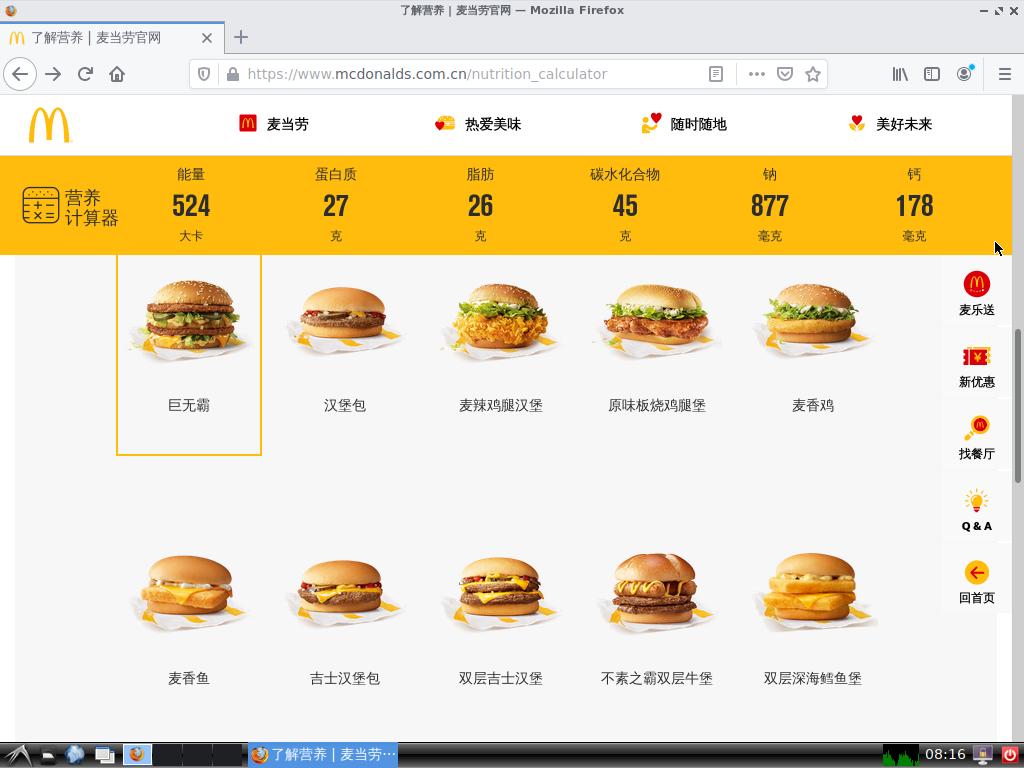 了解营养 | 麦当劳官网 — Mozilla Firefox
了解营养 | 麦当劳官网
https://www.mcdonalds.com.cn/nutrition_calculator
麦当劳 热爱美味 随时随地 美好未来
营养
计算器
能量 蛋白质 脂肪 碳水化合物 钠 钙
524 27 26 45 877 178
大卡 克 克 克 毫克 毫克
麦乐送
新优惠
找餐厅
Q & A
回首页
巨无霸 汉堡包 麦辣鸡腿汉堡 原味板烧鸡腿堡 麦香鸡
麦香鱼 吉士汉堡包 双层吉士汉堡 不素之霸双层牛堡 双层深海鳕鱼堡
了解营养 | 麦当劳⋯
08:16